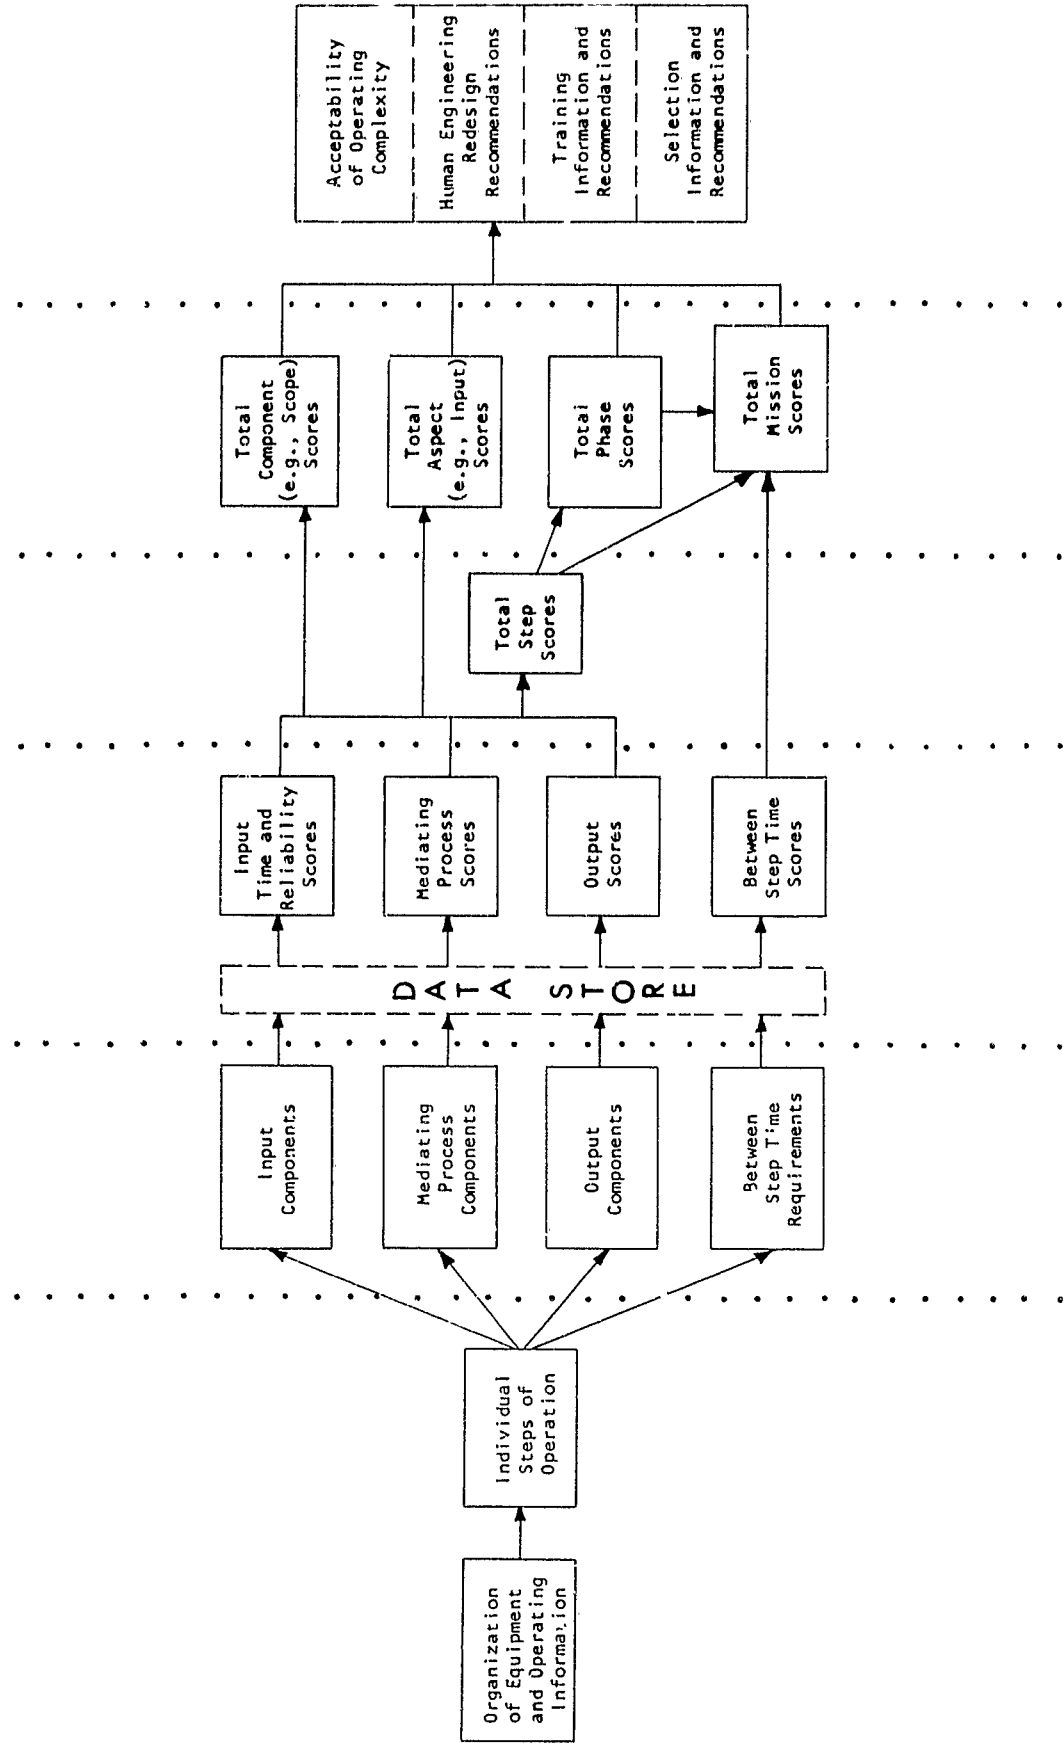 Organization
of Equipment
and Operating
Information
Individual
Steps of
Operation
Input
Components
Mediating
Process
Components
Output
Components
Between
Step Time
Requirements
DATA STORE
Input
Time and
Reliability
Scores
Mediating
Process
Scores
Output
Scores
Between
Step Time
Scores
Total
Step
Scores
Total
Component
(e.g., Scope)
Scores
Total
Aspect
(e.g., Input)
Scores
Total
Phase
Scores
Total
Mission
Scores
Acceptability
of Operating
Complexity
Human Engineering
Redesign
Recommendations
Training
Information and
Recommendations
Selection
Information and
Recommendations